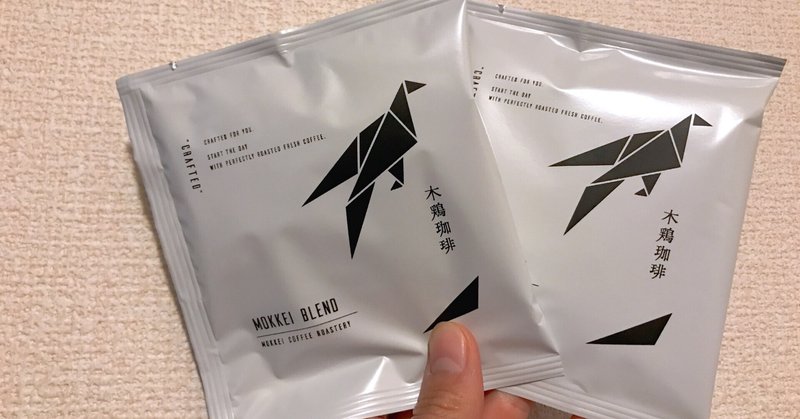 "CRAFTED"
CRAFTED FOR YOU.
START THE DAY
WITH PERFECTLY ROASTED FRESH COFFEE.
木鶏珈琲
MOKKEI BLEND
MOKKEI COFFEE ROASTERY
"CRAFTED"
CRAFTED FOR YOU.
START THE DAY
WITH PERFECTLY ROASTED FRESH COFFEE.
木鶏珈琲